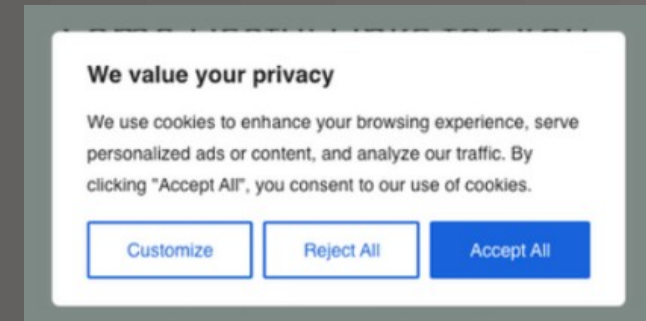 We value your privacy
We use cookies to enhance your browsing experience, serve
personalized ads or content, and analyze our traffic. By
clicking "Accept All", you consent to our use of cookies.
Customize
Reject All
Accept All